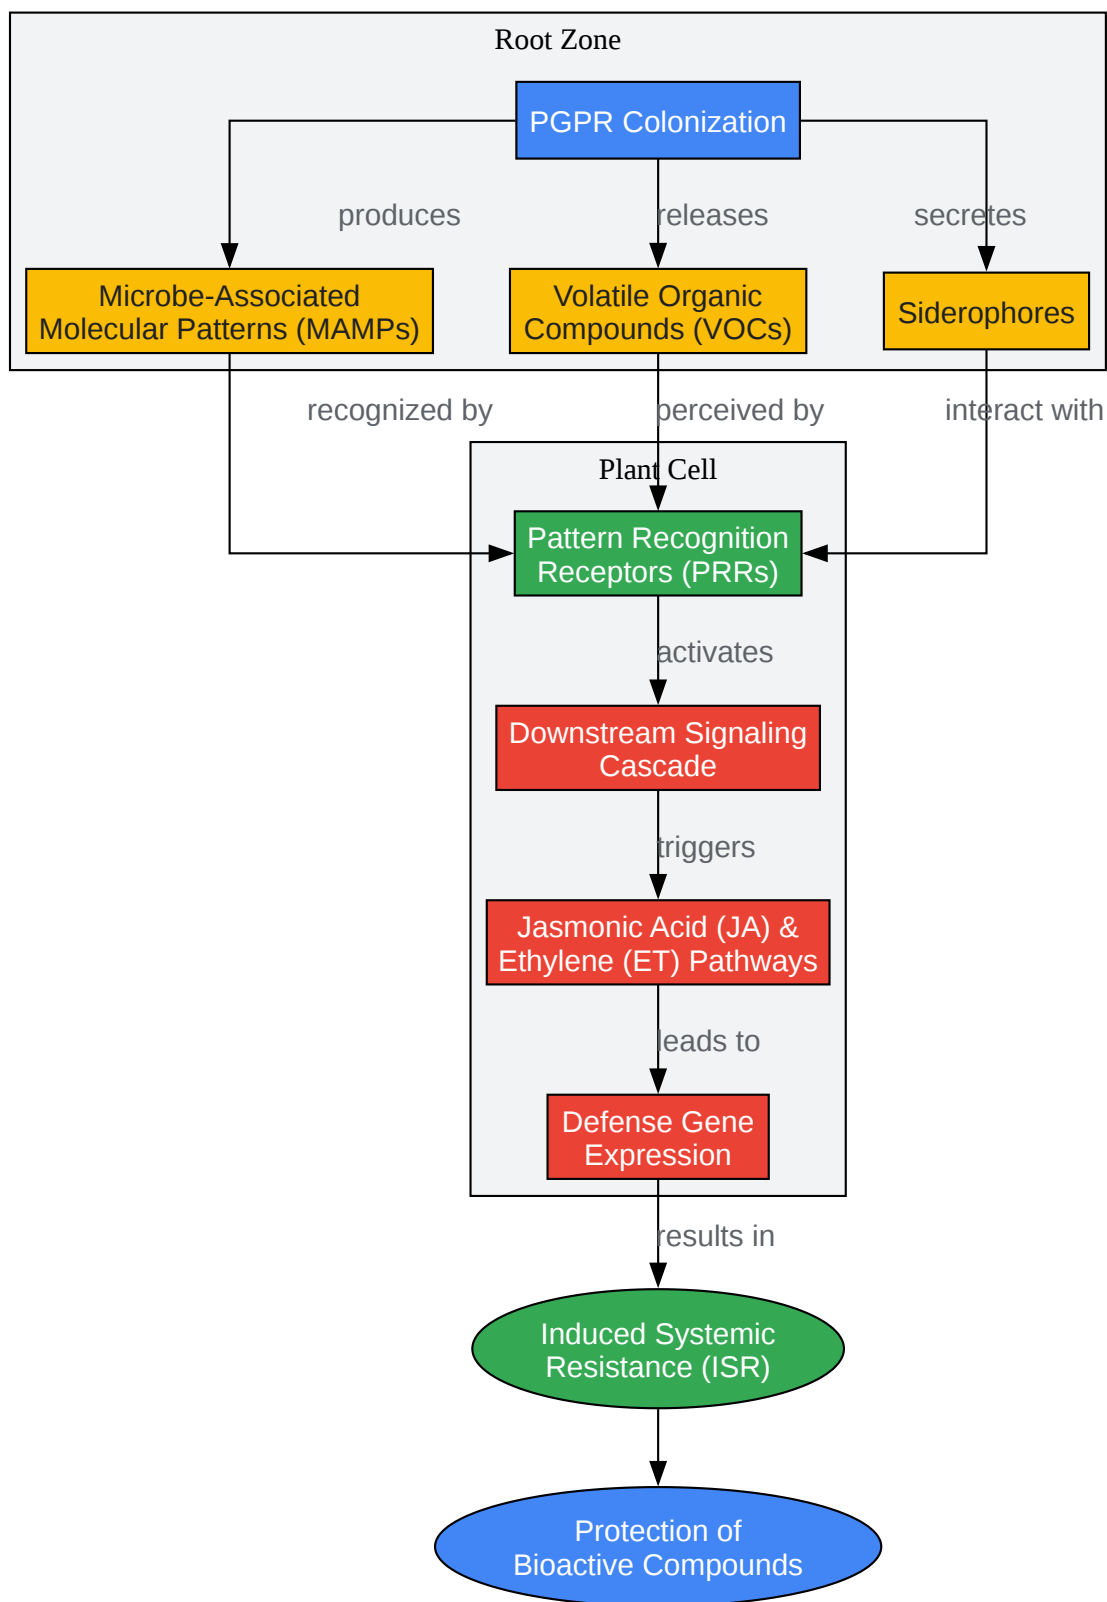 Root Zone
PGPR Colonization
produces
releases
secretes
Microbe-Associated
Molecular Patterns (MAMPs)
Volatile Organic
Compounds (VOCs)
Siderophores
recognized by
perceived by
interact with
Plant Cell
Pattern Recognition
Receptors (PRRs)
activates
Downstream Signaling
Cascade
triggers
Jasmonic Acid (JA) &
Ethylene (ET) Pathways
leads to
Defense Gene
Expression
results in
Induced Systemic
Resistance (ISR)
Protection of
Bioactive Compounds